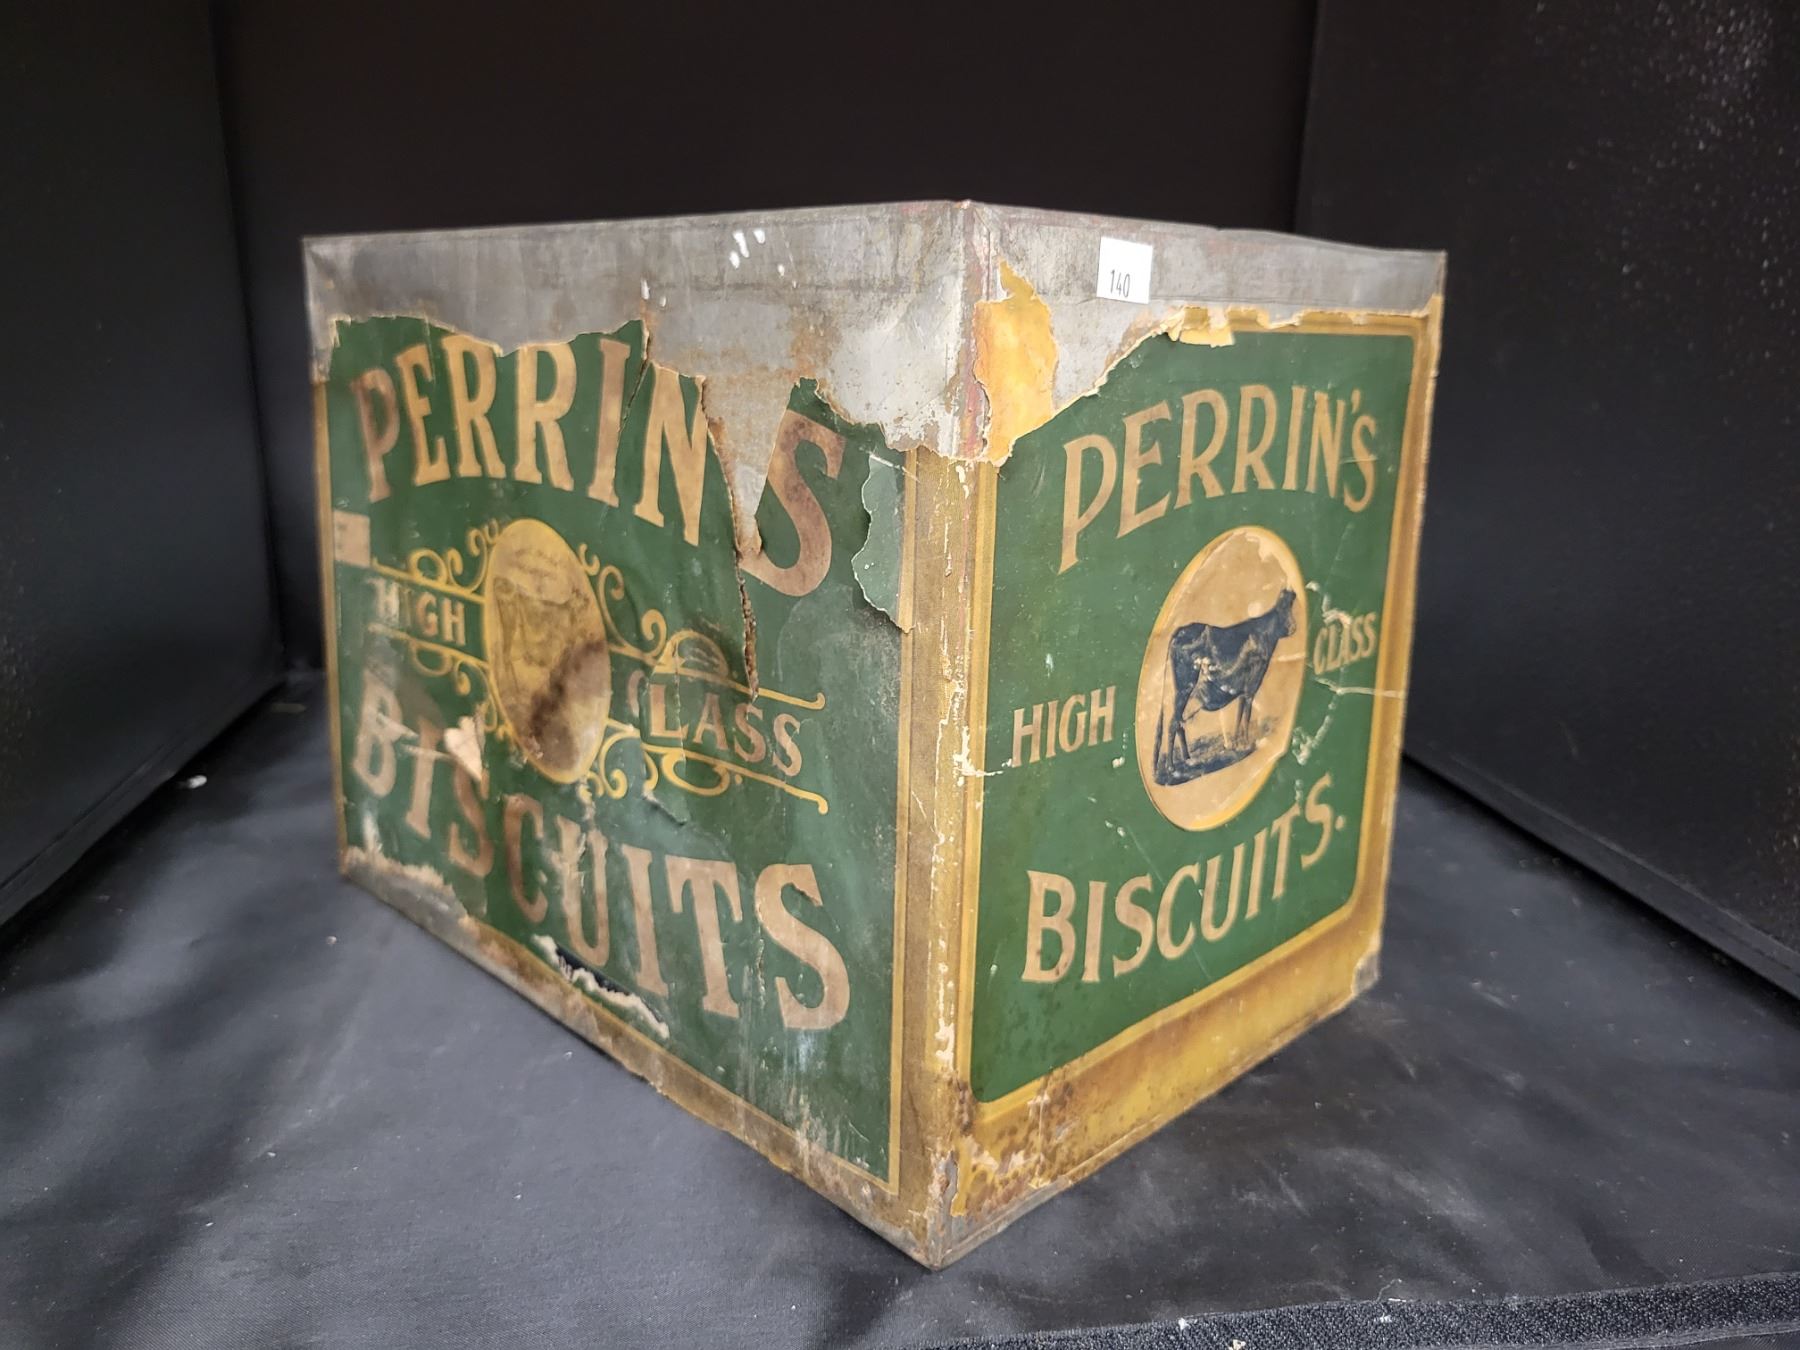 140
PERRIN'S
HIGH CLASS
BISCUITS
PERRIN'S
HIGH CLASS
BISCUITS.